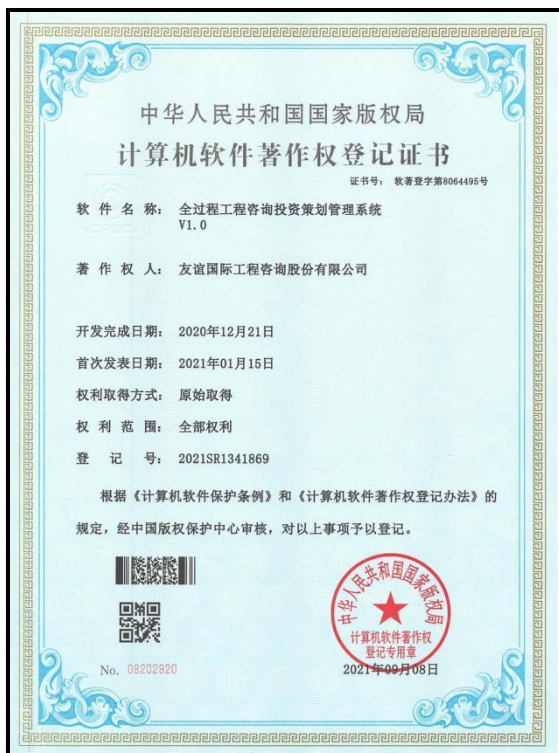 中华人民共和国国家版权局
计算机软件著作权登记证书
证书号: 软著登字第8064495号
软件名称: 全过程工程咨询投资策划管理系统
V1.0
著作权人: 友谊国际工程咨询股份有限公司
开发完成日期: 2020年12月21日
首次发表日期: 2021年01月15日
权利取得方式: 原始取得
权利范围: 全部权利
登记号: 2021SR1341869
根据《计算机软件保护条例》和《计算机软件著作权登记办法》的
规定,经中国版权保护中心审核,对以上事项予以登记。
中华人民共和国国家版权局
计算机软件著作权
登记专用章
No. 08202920
2021年09月08日